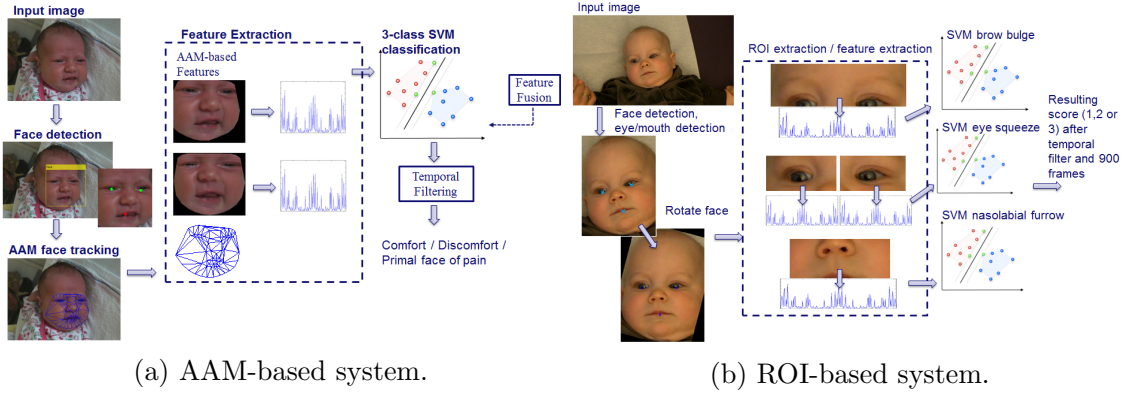 Input image
Face detection
AAM face tracking
Feature Extraction
AAM-based
Features
3-class SVM
classification
Feature
Fusion
Temporal
Filtering
Comfort / Discomfort /
Primal face of pain
(a) AAM-based system.
Input image
Face detection,
eye/mouth detection
Rotate face
ROI extraction / feature extraction
SVM brow bulge
SVM eye squeeze
SVM nasolabial furrow
Resulting
score (1,2 or
3) after
temporal
filter and 900
frames
(b) ROI-based system.